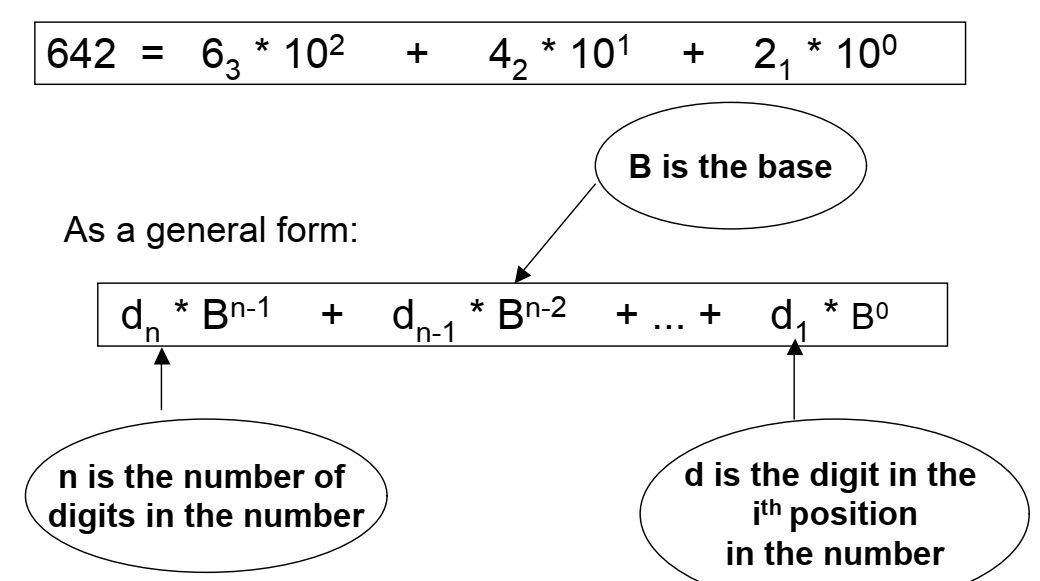 642 = 6₃ * 10² + 4₂ * 10¹ + 2₁ * 10⁰
B is the base
As a general form:
dₙ * Bⁿ⁻¹ + dₙ₋₁ * Bⁿ⁻² + ... + d₁ * B⁰
n is the number of
digits in the number
d is the digit in the
iᵗʰ position
in the number